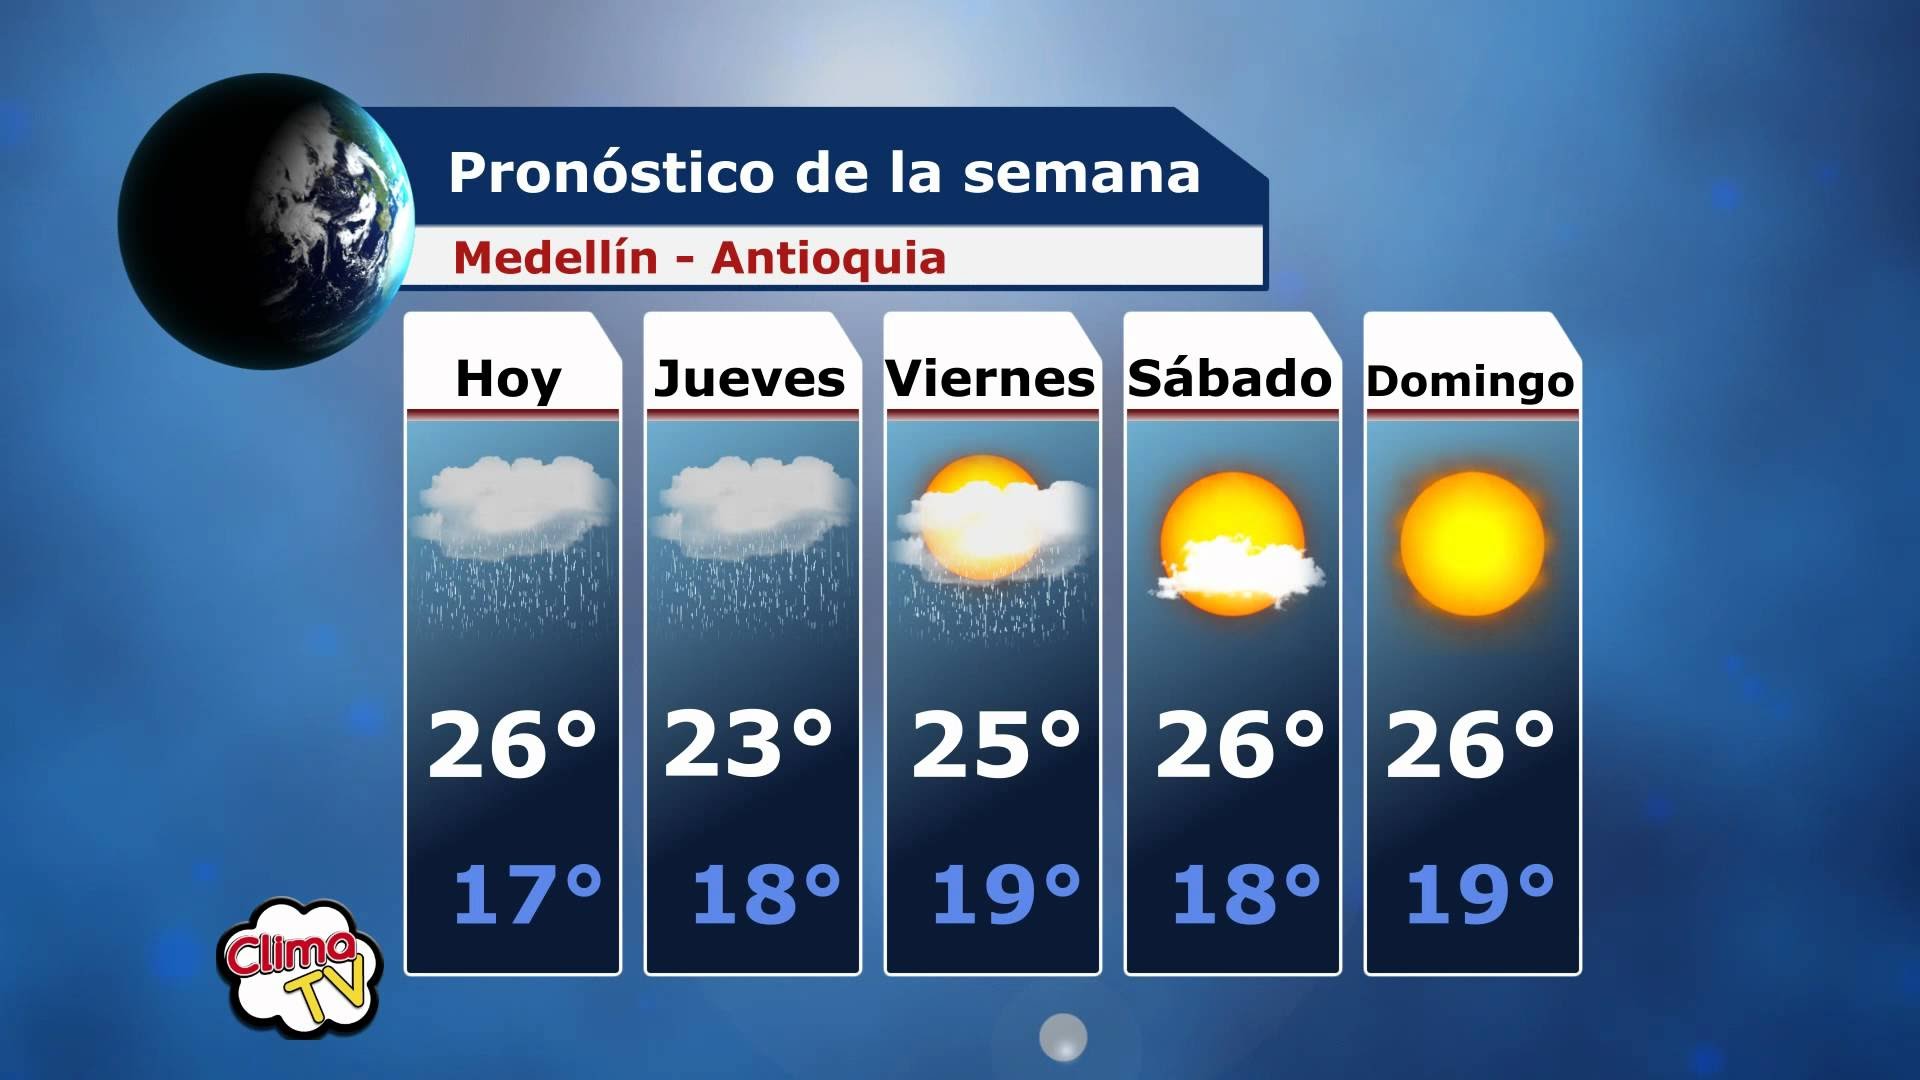 Pronóstico de la semana
Medellín - Antioquia
Hoy Jueves Viernes Sábado Domingo
26° 23° 25° 26° 26°
17° 18° 19° 18° 19°
Clima
TV